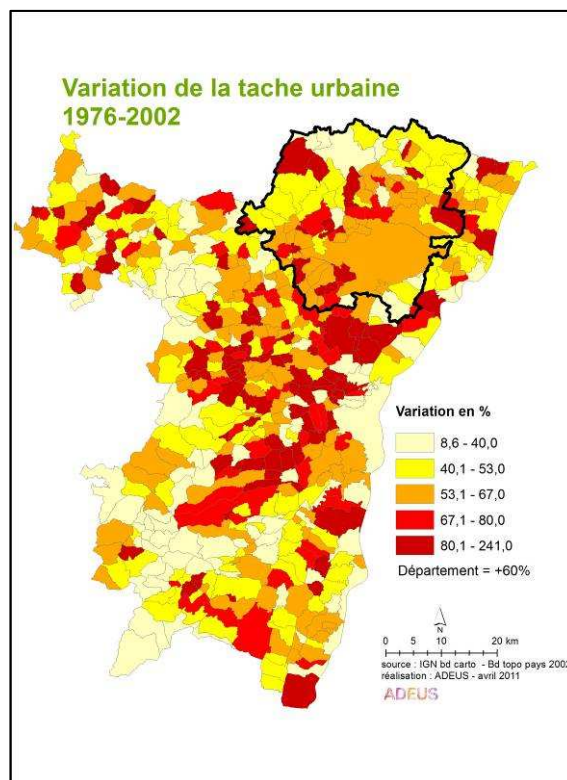 Variation de la tache urbaine
1976-2002
Variation en %
8,6 - 40,0
40,1 - 53,0
53,1 - 67,0
67,1 - 80,0
80,1 - 241,0
Département = +60%
N
0 5 10 20 km
source : IGN bd carto - Bd topo pays 2002
réalisation : ADEUS - avril 2011
ADEUS